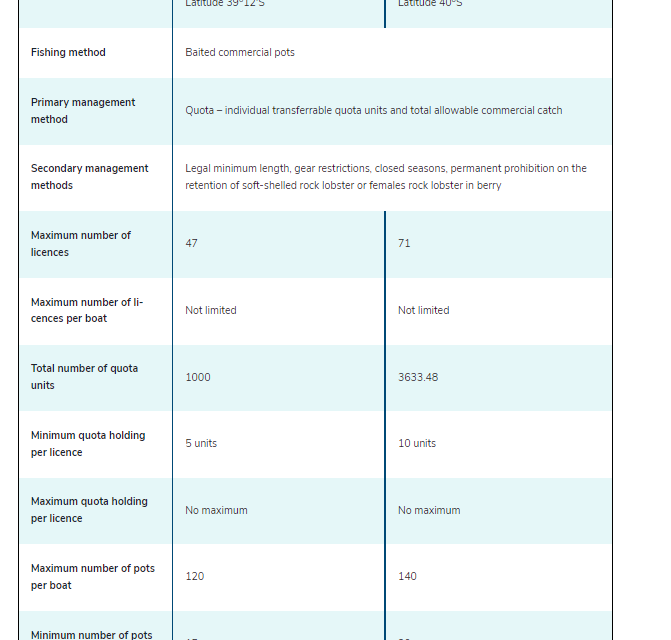 Latitude 39°12'S
Latitude 40°S
Fishing method
Baited commercial pots
Primary management
method
Quota – individual transferrable quota units and total allowable commercial catch
Secondary management
methods
Legal minimum length, gear restrictions, closed seasons, permanent prohibition on the
retention of soft-shelled rock lobster or females rock lobster in berry
Maximum number of
licences
47
71
Maximum number of li-
cences per boat
Not limited
Not limited
Total number of quota
units
1000
3633.48
Minimum quota holding
per licence
5 units
10 units
Maximum quota holding
per licence
No maximum
No maximum
Maximum number of pots
per boat
120
140
Minimum number of pots